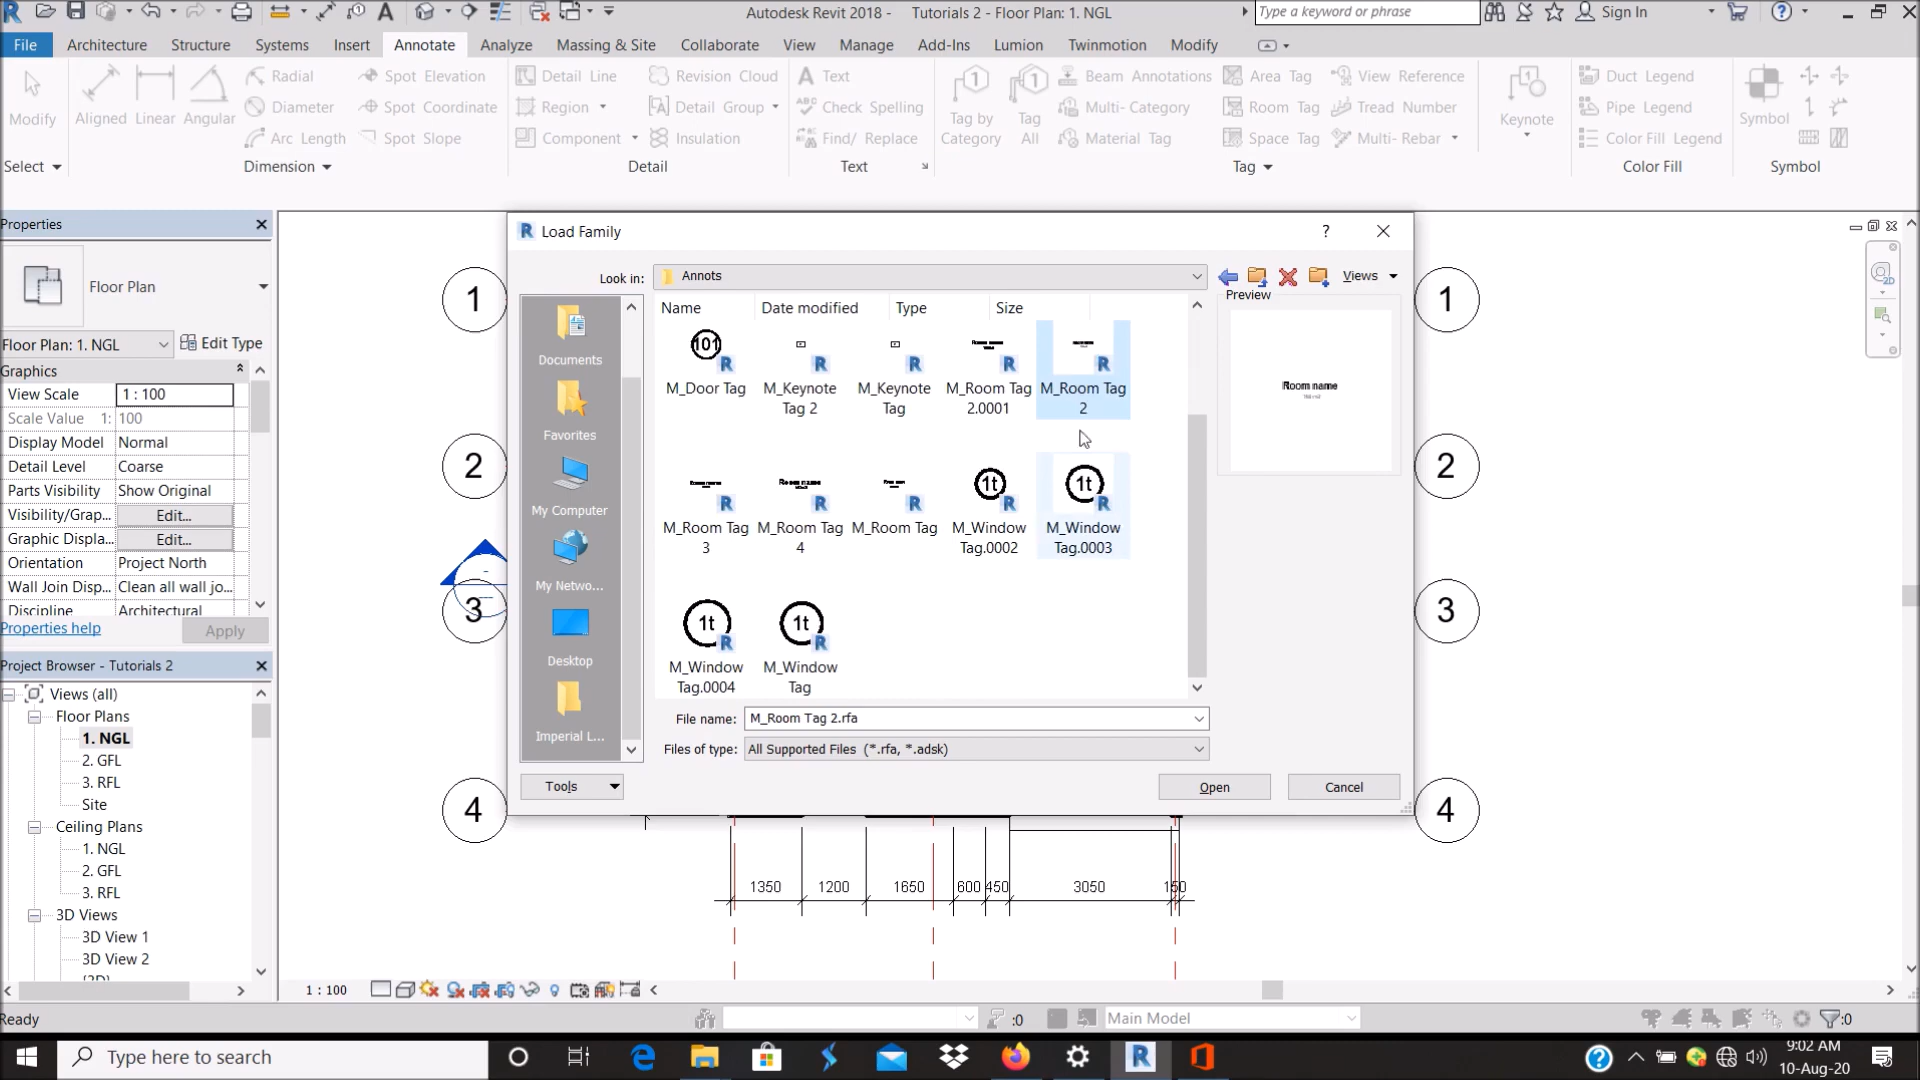 Autodesk Revit 2018 - Tutorials 2 - Floor Plan: 1. NGL
Type a keyword or phrase
Sign In
File Architecture Structure Systems Insert Annotate Analyze Massing & Site Collaborate View Manage Add-Ins Lumion Twinmotion Modify
Modify
Select
Aligned Linear Angular
Radial
Diameter
Arc Length
Spot Elevation
Spot Coordinate
Spot Slope
Dimension
Detail Line
Region
Component
Revision Cloud
Detail Group
Insulation
Detail
Text
Check Spelling
Find/ Replace
Text
Tag by Category
Tag All
Beam Annotations
Multi- Category
Material Tag
Area Tag
Room Tag
Space Tag
View Reference
Tread Number
Multi- Rebar
Tag
Keynote
Duct Legend
Pipe Legend
Color Fill Legend
Color Fill
Symbol
Symbol
Properties
Floor Plan
Floor Plan: 1. NGL
Edit Type
Graphics
View Scale 1 : 100
Scale Value 1: 100
Display Model Normal
Detail Level Coarse
Parts Visibility Show Original
Visibility/Grap... Edit...
Graphic Displa... Edit...
Orientation Project North
Wall Join Disp... Clean all wall jo...
Discipline Architectural
Properties help
Apply
Project Browser - Tutorials 2
Views (all)
Floor Plans
1. NGL
2. GFL
3. RFL
Site
Ceiling Plans
1. NGL
2. GFL
3. RFL
3D Views
3D View 1
3D View 2
{3D}
Load Family
?
Look in:
Annots
Views
Documents
Favorites
My Computer
My Netwo...
Desktop
Imperial L...
Name Date modified Type Size
101
M_Door Tag
M_Keynote Tag 2
M_Keynote Tag
M_Room Tag 2.0001
M_Room Tag 2
M_Room Tag 3
M_Room Tag 4
M_Room Tag
1t
M_Window Tag.0002
1t
M_Window Tag.0003
1t
M_Window Tag.0004
1t
M_Window Tag
Preview
Room name
File name: M_Room Tag 2.rfa
Files of type: All Supported Files (*.rfa, *.adsk)
Tools
Open
Cancel
1
2
3
4
1
2
3
4
1350 1200 1650 600 450 3050 150
1 : 100
Ready
:0
Main Model
:0
Type here to search
9:02 AM
10-Aug-20